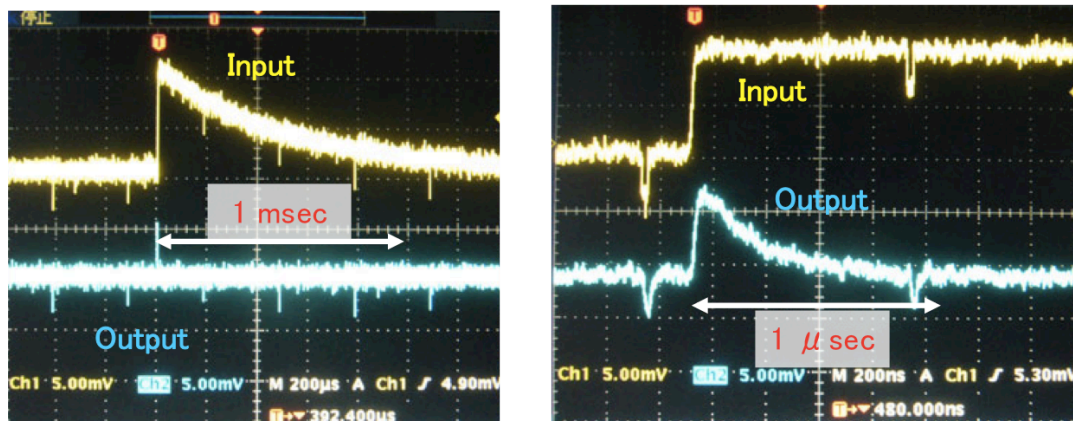 停止
T
Input
1 msec
Output
Ch1 5.00mV Ch2 5.00mV M 200μs A Ch1 ʃ 4.90mV
T→▼ 392.400μs
T
Input
Output
1 μ sec
Ch1 5.00mV Ch2 5.00mV M 200ns A Ch1 ʃ 5.30mV
T→▼ 480.000ns